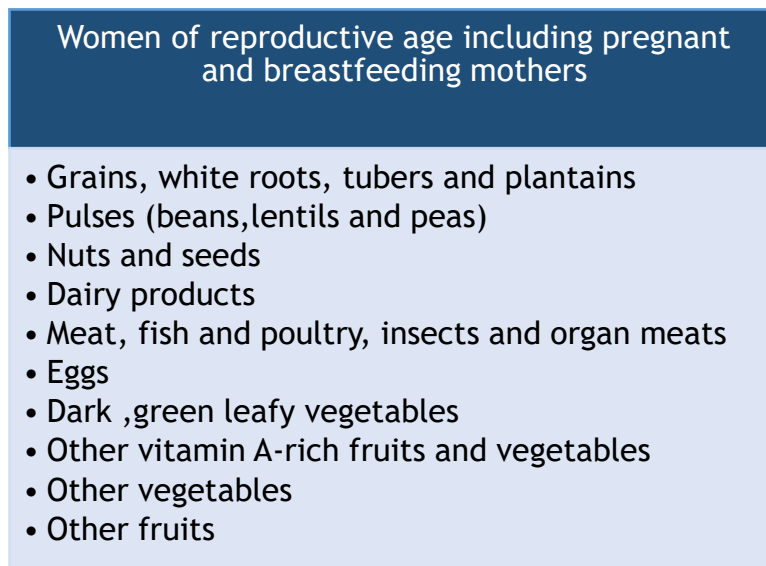 Women of reproductive age including pregnant
and breastfeeding mothers
• Grains, white roots, tubers and plantains
• Pulses (beans,lentils and peas)
• Nuts and seeds
• Dairy products
• Meat, fish and poultry, insects and organ meats
• Eggs
• Dark ,green leafy vegetables
• Other vitamin A-rich fruits and vegetables
• Other vegetables
• Other fruits